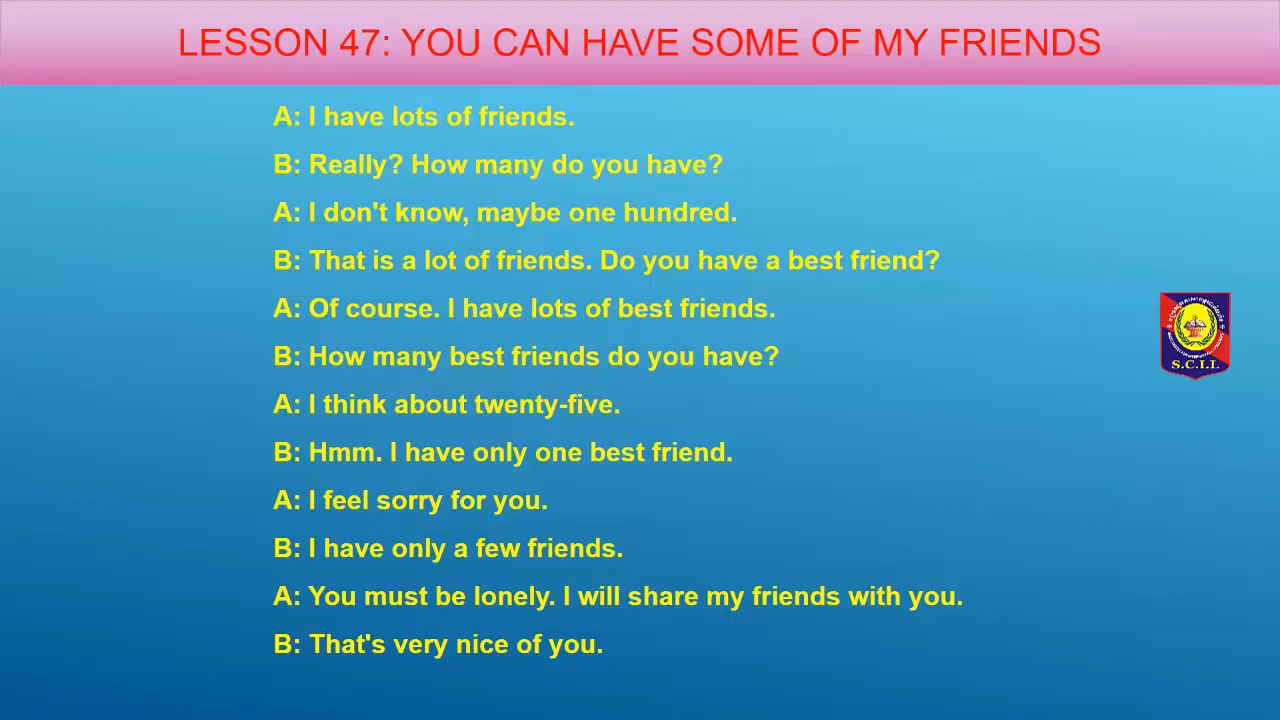 LESSON 47: YOU CAN HAVE SOME OF MY FRIENDS
A: I have lots of friends.
B: Really? How many do you have?
A: I don't know, maybe one hundred.
B: That is a lot of friends. Do you have a best friend?
A: Of course. I have lots of best friends.
B: How many best friends do you have?
A: I think about twenty-five.
B: Hmm. I have only one best friend.
A: I feel sorry for you.
B: I have only a few friends.
A: You must be lonely. I will share my friends with you.
B: That's very nice of you.
S.C.I.L